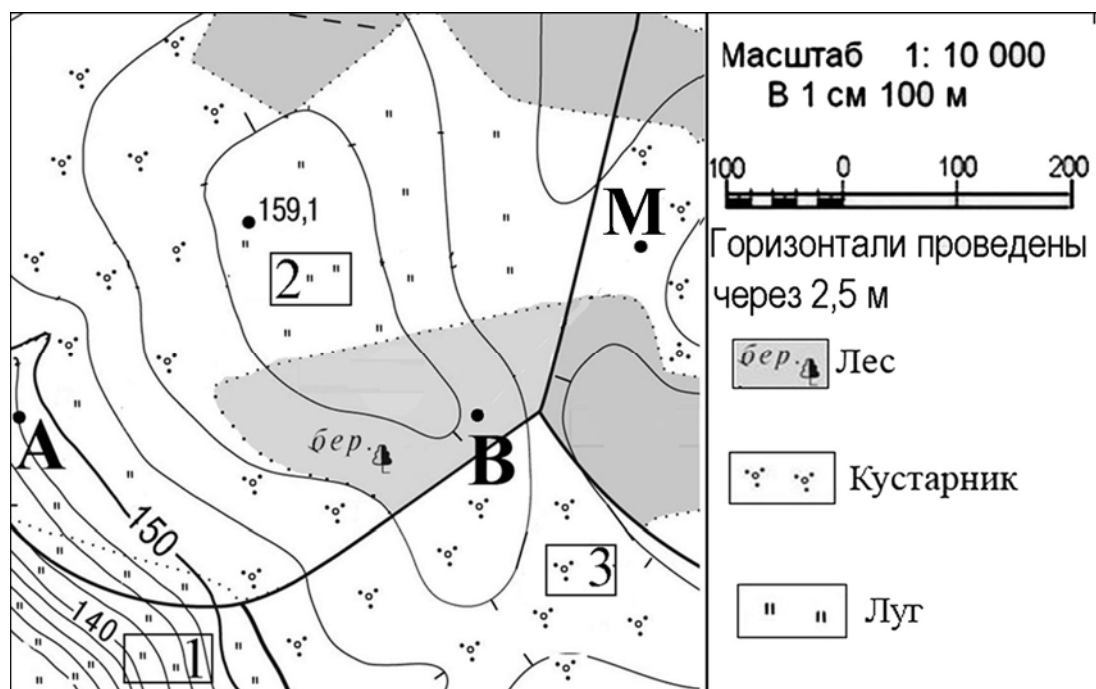 159,1
2
М
А
бер.
В
150
3
140
1
Масштаб 1: 10 000
В 1 см 100 м
100 0 100 200
Горизонтали проведены
через 2,5 м
бер. Лес
Кустарник
Луг